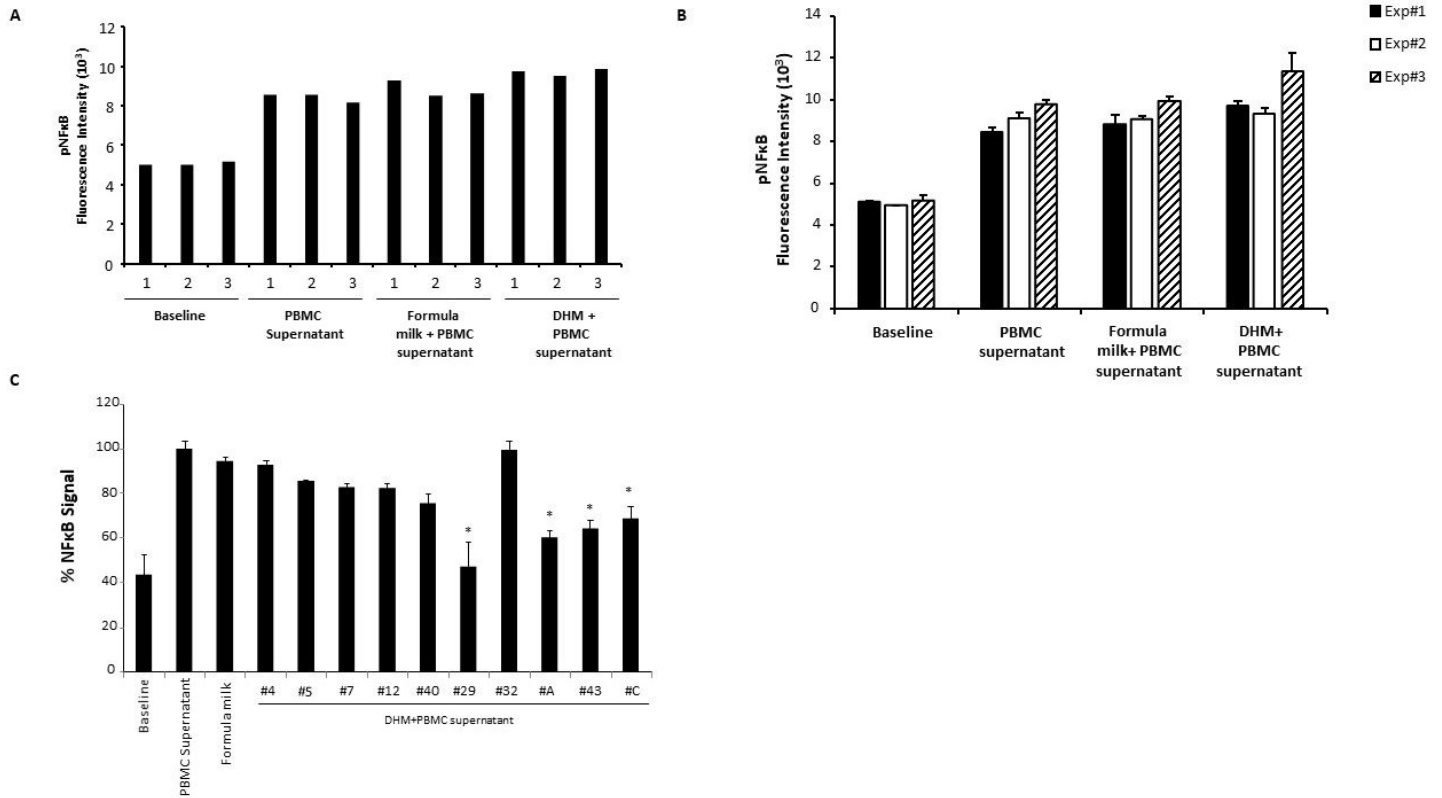 A
pNFκB
Fluorescence Intensity (10³)
12
10
8
6
4
2
0
1 2 3 1 2 3 1 2 3 1 2 3
Baseline
PBMC
Supernatant
Formula
milk + PBMC
supernatant
DHM +
PBMC
supernatant
B
pNFκB
Fluorescence Intensity (10³)
14
12
10
8
6
4
2
0
Baseline
PBMC
supernatant
Formula
milk+ PBMC
supernatant
DHM+
PBMC
supernatant
Exp#1
Exp#2
Exp#3
C
% NFκB Signal
120
100
80
60
40
20
0
* * * *
Baseline
PBMC Supernatant
Formula milk
#4 #5 #7 #12 #40 #29 #32 #A #43 #C
DHM+PBMC supernatant